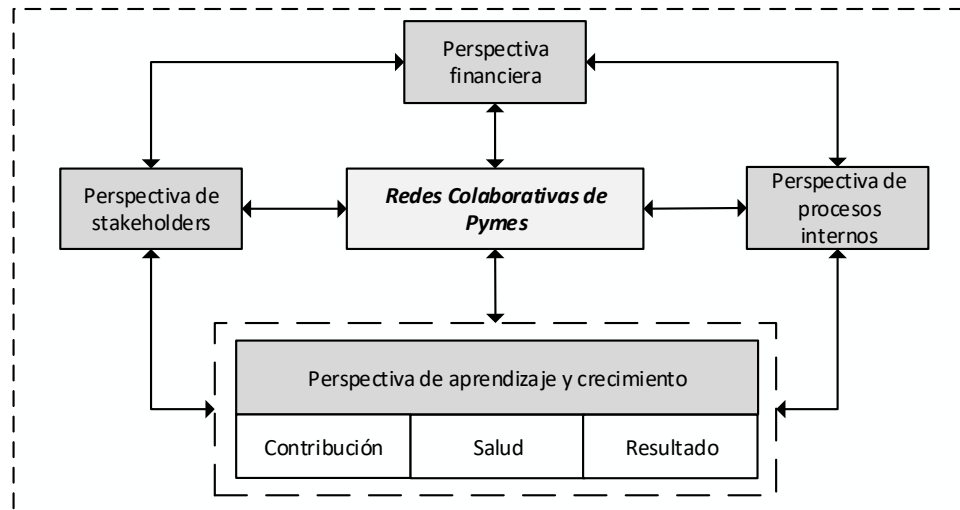 Perspectiva
financiera
Perspectiva de
stakeholders
Redes Colaborativas de
Pymes
Perspectiva de
procesos
internos
Perspectiva de aprendizaje y crecimiento
Contribución
Salud
Resultado